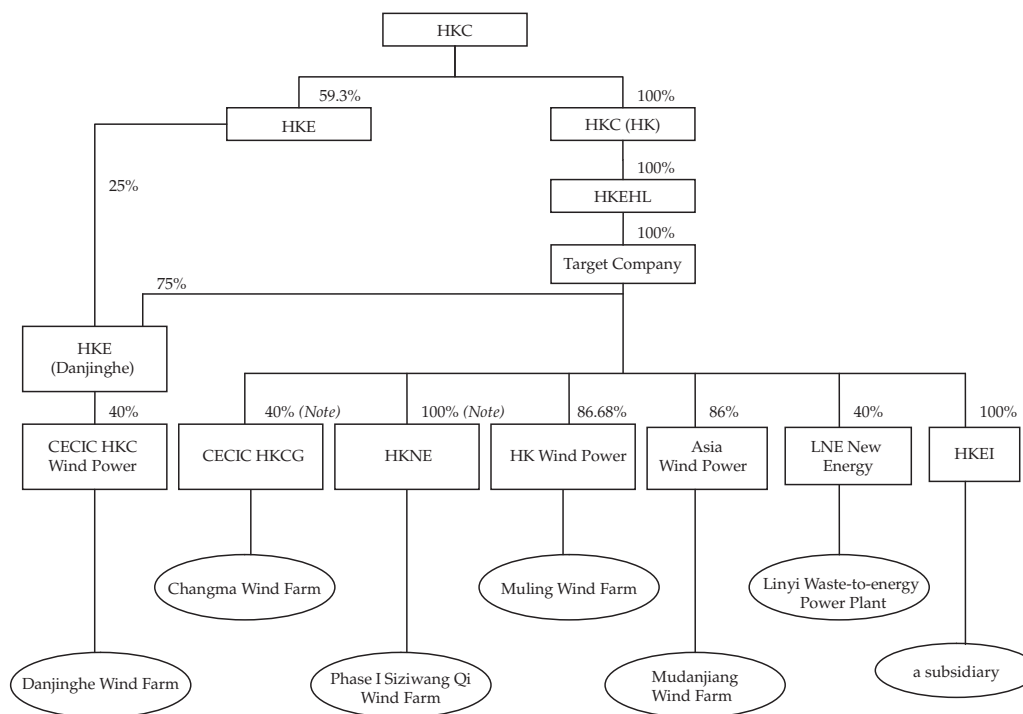 HKC
59.3%
100%
HKE
HKC (HK)
100%
25%
HKEHL
100%
Target Company
75%
HKE
(Danjinghe)
40%
40% (Note)
100% (Note)
86.68%
86%
40%
100%
CECIC HKC
Wind Power
CECIC HKCG
HKNE
HK Wind Power
Asia
Wind Power
LNE New
Energy
HKEI
Changma Wind Farm
Muling Wind Farm
Linyi Waste-to-energy
Power Plant
Danjinghe Wind Farm
Phase I Siziwang Qi
Wind Farm
Mudanjiang
Wind Farm
a subsidiary